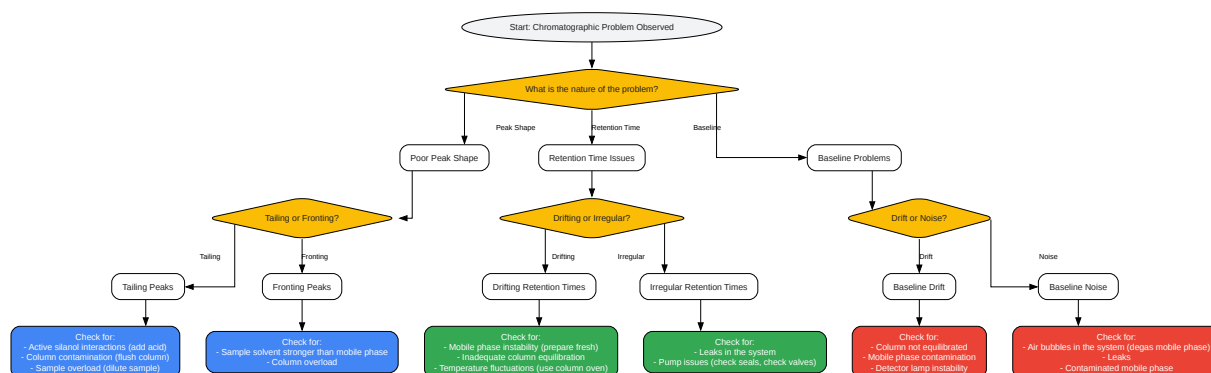 Start: Chromatographic Problem Observed
What is the nature of the problem?
Peak Shape
Retention Time
Baseline
Poor Peak Shape
Retention Time Issues
Baseline Problems
Tailing or Fronting?
Drifting or Irregular?
Drift or Noise?
Tailing
Fronting
Drifting
Irregular
Drift
Noise
Tailing Peaks
Fronting Peaks
Drifting Retention Times
Irregular Retention Times
Baseline Drift
Baseline Noise
Check for:
- Active silanol interactions (add acid)
- Column contamination (flush column)
- Sample overload (dilute sample)
Check for:
- Sample solvent stronger than mobile phase
- Column overload
Check for:
- Mobile phase instability (prepare fresh)
- Inadequate column equilibration
- Temperature fluctuations (use column oven)
Check for:
- Leaks in the system
- Pump issues (check seals, check valves)
Check for:
- Column not equilibrated
- Mobile phase contamination
- Detector lamp instability
Check for:
- Air bubbles in the system (degas mobile phase)
- Leaks
- Contaminated mobile phase